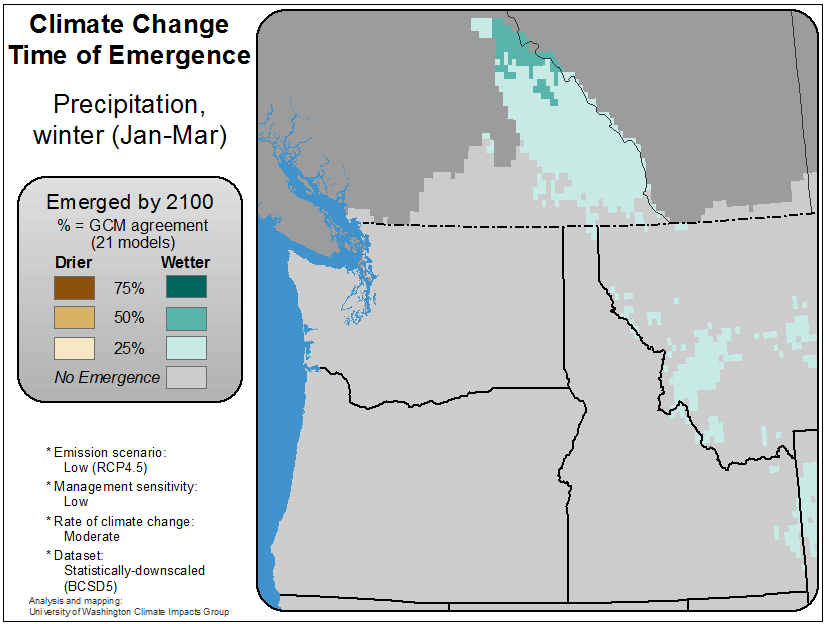 Climate Change
Time of Emergence
Precipitation,
winter (Jan-Mar)
Emerged by 2100
% = GCM agreement
(21 models)
Drier Wetter
75%
50%
25%
No Emergence
* Emission scenario:
Low (RCP4.5)
* Management sensitivity:
Low
* Rate of climate change:
Moderate
* Dataset:
Statistically-downscaled
(BCSD5)
Analysis and mapping:
University of Washington Climate Impacts Group